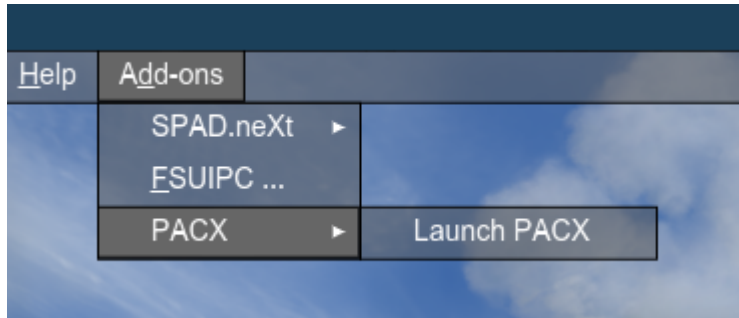 Help Add-ons
SPAD.neXt ►
FSUIPC ...
PACX ► Launch PACX